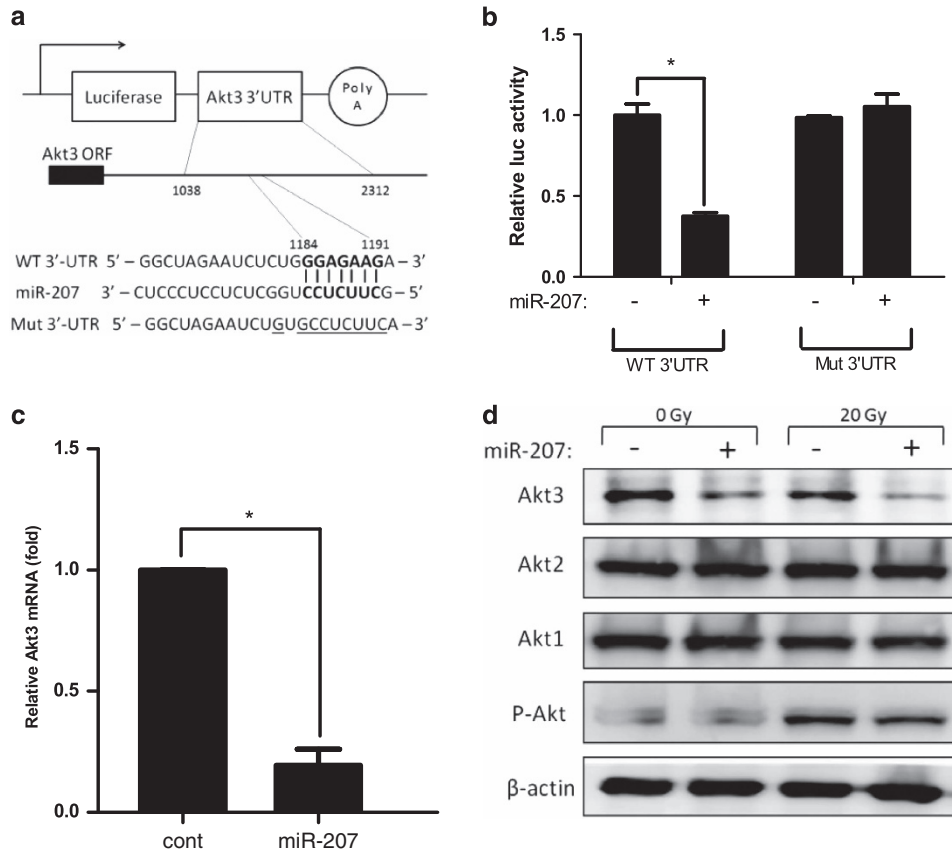 a
Luciferase
Akt3 3'UTR
Poly
A
Akt3 ORF
1038
2312
1184
1191
WT 3′-UTR 5′ – GGCUAGAAUCUCUGGGAGAAGA – 3′
miR-207 3′ – CUCCCUCCUCUCGGUCCUCUUCG – 5′
Mut 3′-UTR 5′ – GGCUAGAAUCUGUGCCUCUUCA – 3′
b
Relative luc activity
1.5
1.0
0.5
0.0
*
miR-207: - + - +
WT 3'UTR
Mut 3'UTR
c
Relative Akt3 mRNA (fold)
1.5
1.0
0.5
0.0
*
cont
miR-207
d
0 Gy
20 Gy
miR-207: - + - +
Akt3
Akt2
Akt1
P-Akt
β-actin